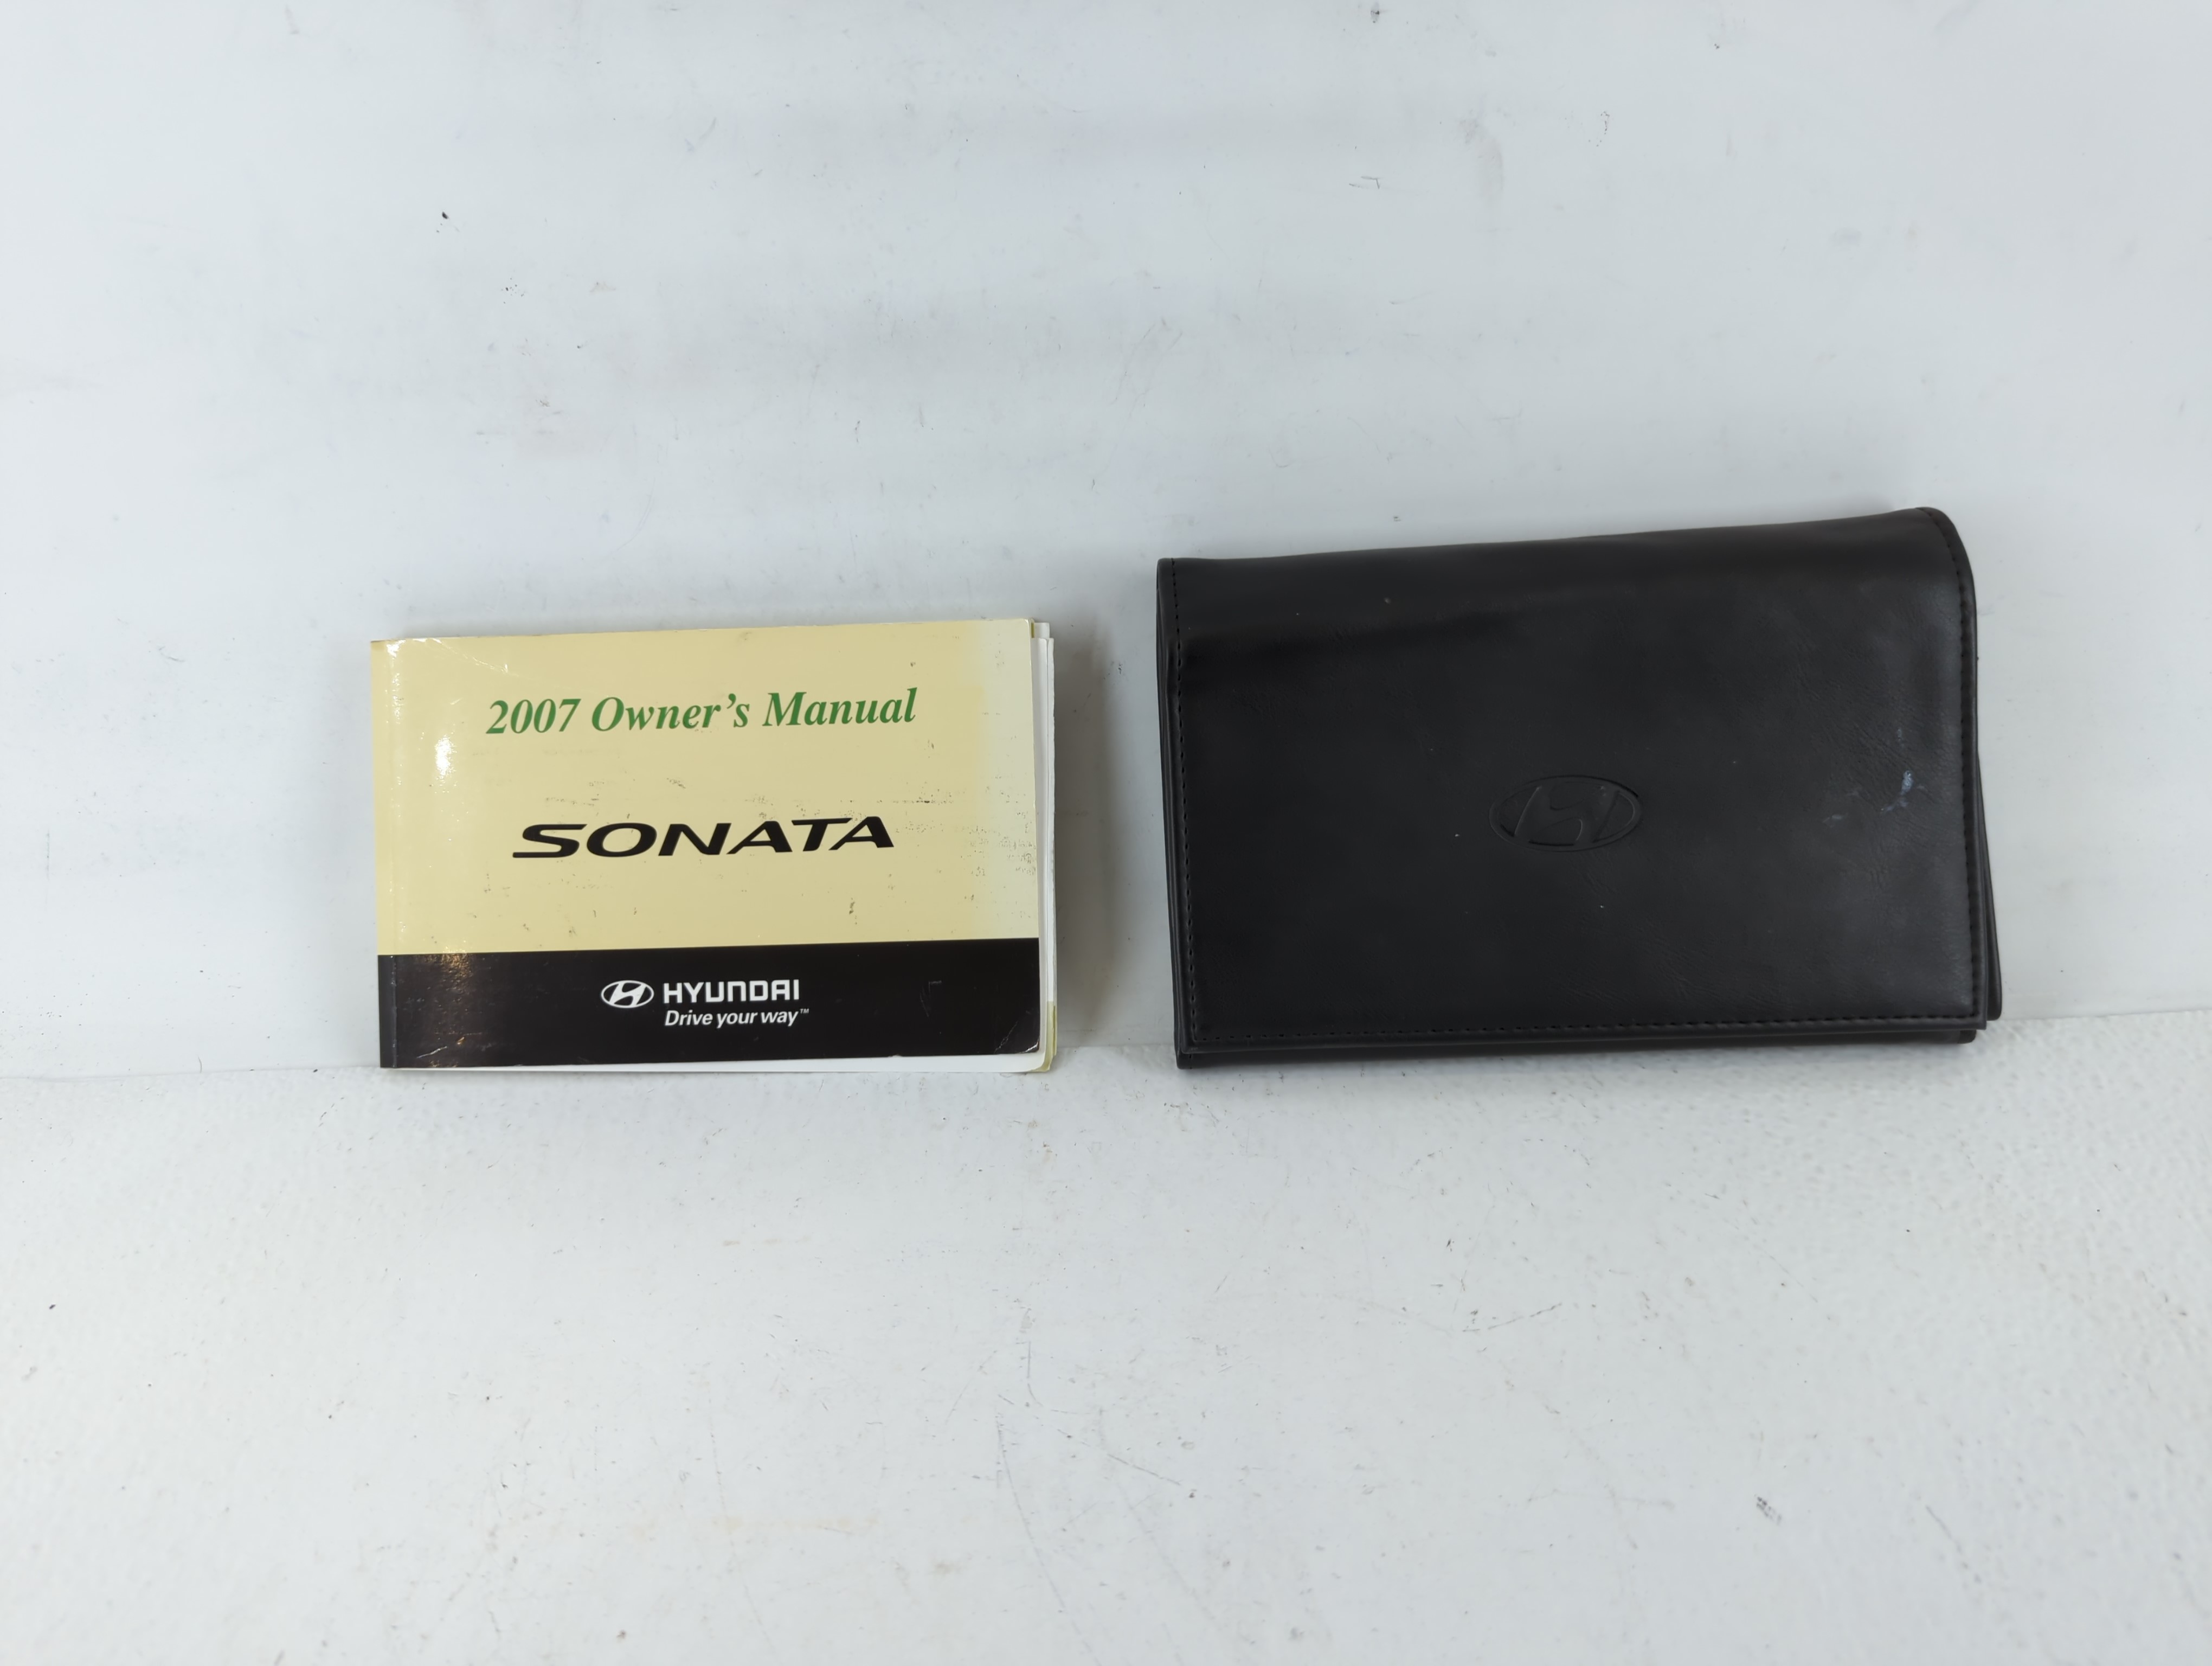 2007 Owner's Manual
SONATA
HYUNDAI
Drive your way™